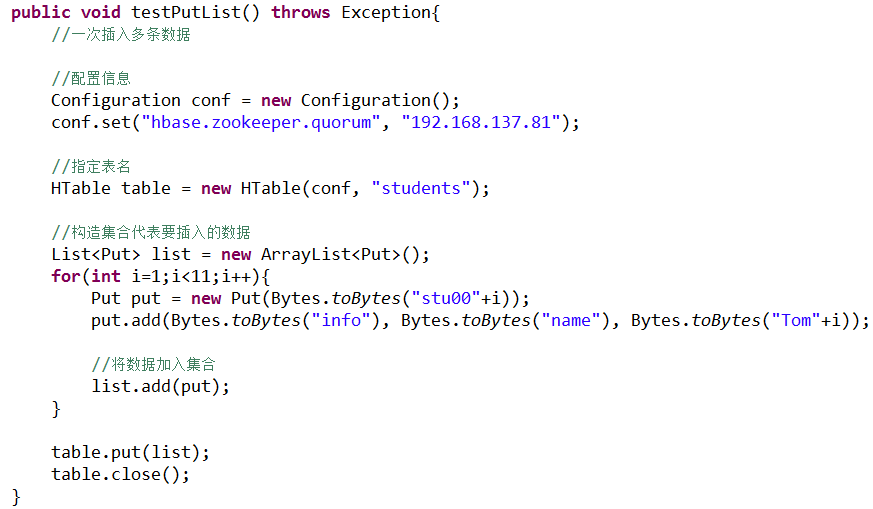 public void testPutList() throws Exception{
//一次插入多条数据
//配置信息
Configuration conf = new Configuration();
conf.set("hbase.zookeeper.quorum", "192.168.137.81");
//指定表名
HTable table = new HTable(conf, "students");
//构造集合代表要插入的数据
List<Put> list = new ArrayList<Put>();
for(int i=1;i<11;i++){
Put put = new Put(Bytes.toBytes("stu00"+i));
put.add(Bytes.toBytes("info"), Bytes.toBytes("name"), Bytes.toBytes("Tom"+i));
//将数据加入集合
list.add(put);
}
table.put(list);
table.close();
}